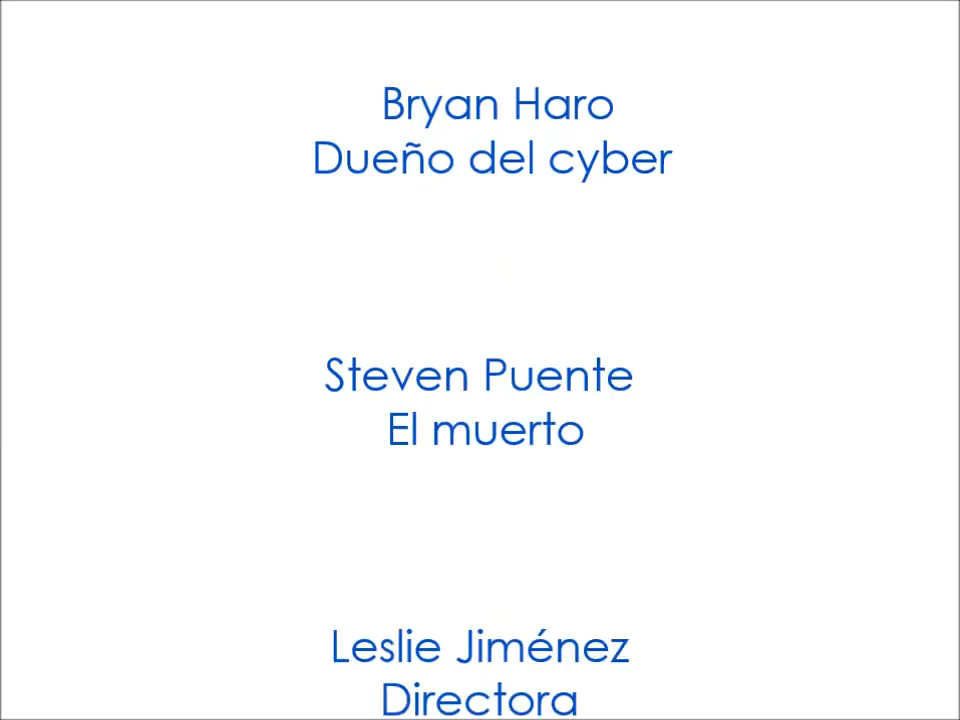 Bryan Haro
Dueño del cyber
Steven Puente
El muerto
Leslie Jiménez
Directora